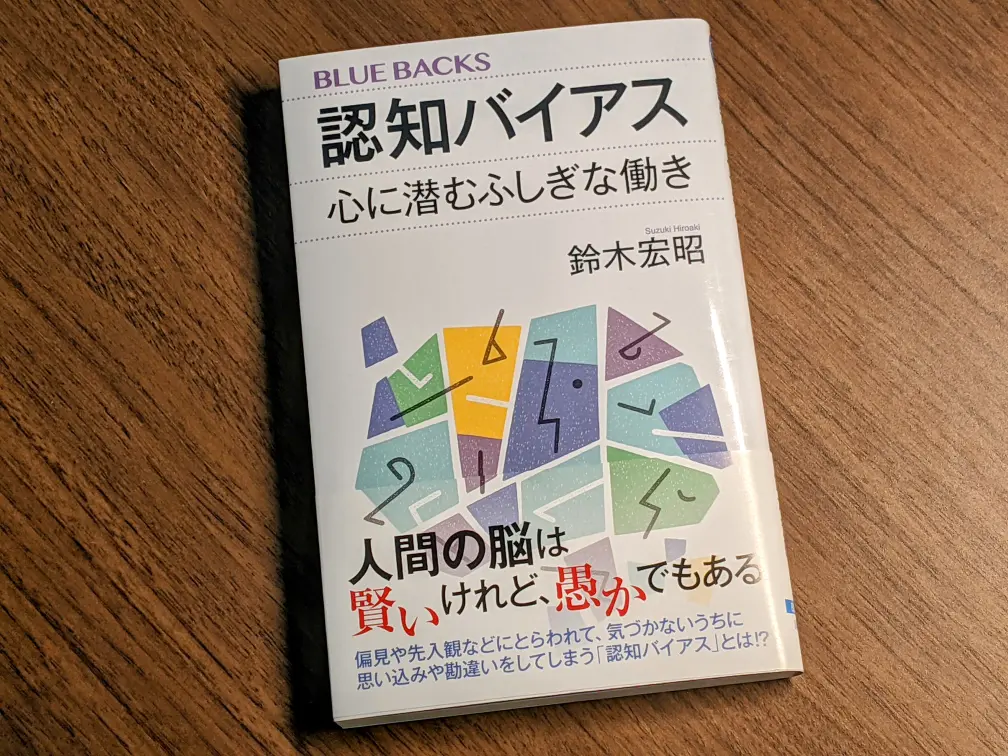 BLUE BACKS
認知バイアス
心に潜むふしぎな働き
Suzuki Hiroaki
鈴木宏昭
人間の脳は
賢いけれど、愚かでもある
偏見や先入観などにとらわれて、気づかないうちに
思い込みや勘違いをしてしまう「認知バイアス」とは!?